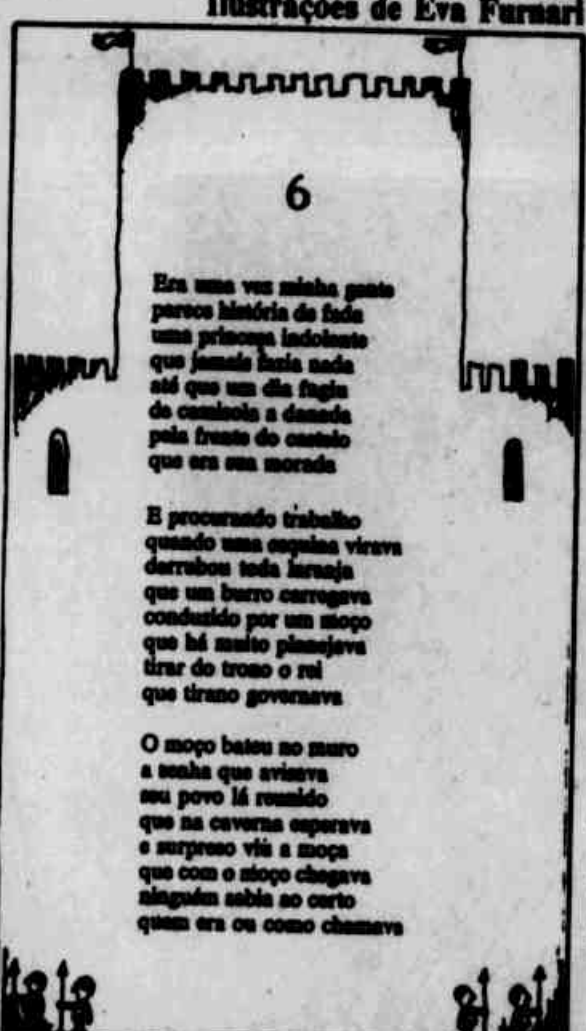 Ilustrações de Eva Furnari
6
Era uma vez minha gente
parece história de fada
uma princesa indolente
que jamais fazia nada
até que um dia fugia
de camisola a danada
pela frente do castelo
que era sua morada
E procurando trabalho
quando uma esquina virava
derrubou toda laranja
que um burro carregava
conduzido por um moço
que há muito planejava
tirar do trono o rei
que tirano governava
O moço bateu no muro
a senha que avisava
seu povo lá reunido
que na caverna esperava
e surpreso viu a moça
que com o moço chegava
ninguém sabia ao certo
quem era ou como chamava